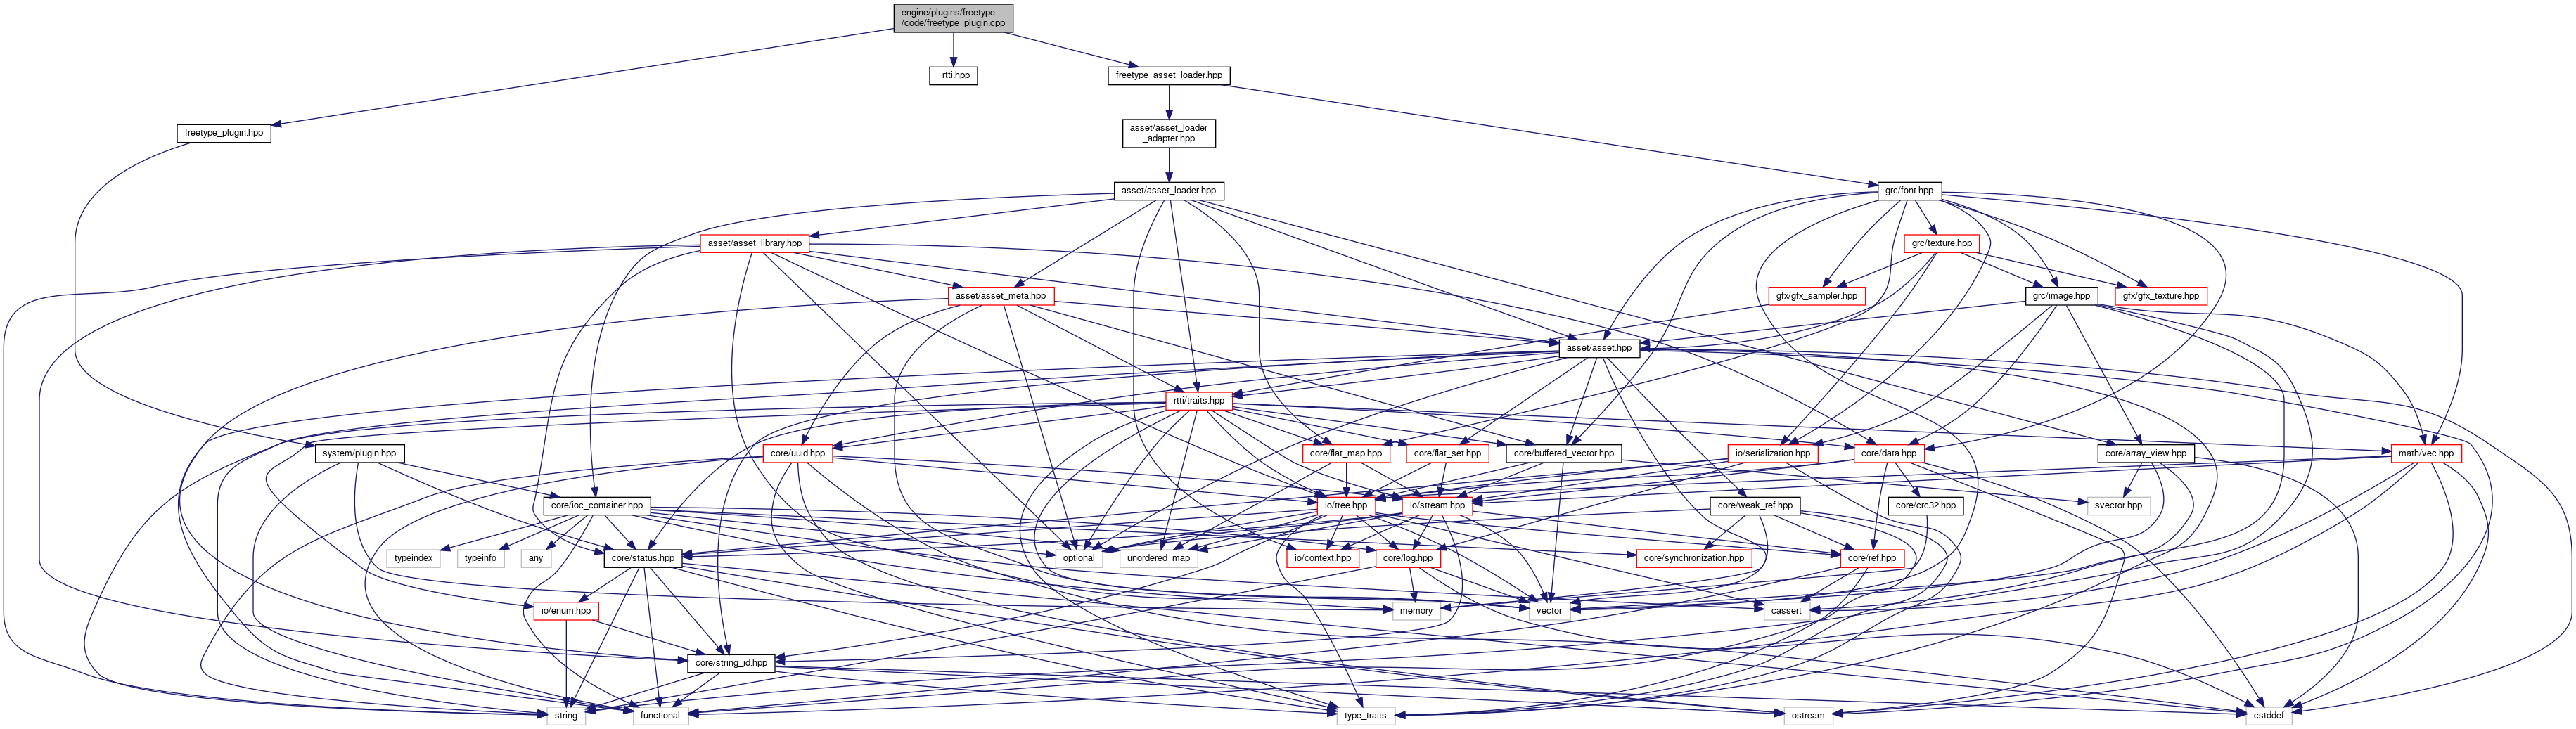 engine/plugins/freetype
/code/freetype_plugin.cpp
_rtti.hpp
freetype_asset_loader.hpp
freetype_plugin.hpp
asset/asset_loader
_adapter.hpp
asset/asset_loader.hpp
grc/font.hpp
asset/asset_library.hpp
grc/texture.hpp
asset/asset_meta.hpp
gfx/gfx_sampler.hpp
grc/image.hpp
gfx/gfx_texture.hpp
asset/asset.hpp
rtti/traits.hpp
system/plugin.hpp
core/uuid.hpp
core/flat_map.hpp
core/flat_set.hpp
core/buffered_vector.hpp
io/serialization.hpp
core/data.hpp
core/array_view.hpp
math/vec.hpp
core/ioc_container.hpp
io/tree.hpp
io/stream.hpp
core/weak_ref.hpp
core/crc32.hpp
svector.hpp
typeindex
typeinfo
any
core/status.hpp
optional
unordered_map
io/context.hpp
core/log.hpp
core/synchronization.hpp
core/ref.hpp
io/enum.hpp
memory
vector
cassert
core/string_id.hpp
string
functional
type_traits
ostream
cstddef